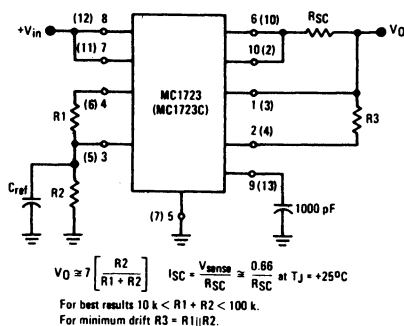 +Vin
(12) 8
(11) 7
(6) 4
R1
(5) 3
Cref
R2
MC1723
(MC1723C)
(7) 5
6 (10)
RSC
VO
10 (2)
1 (3)
R3
2 (4)
9 (13)
1000 pF
VO ≅ 7 [ R2 / R1 + R2 ] ISC = Vsense / RSC ≅ 0.66 / RSC at TJ = +25°C
For best results 10 k < R1 + R2 < 100 k.
For minimum drift R3 = R1||R2.